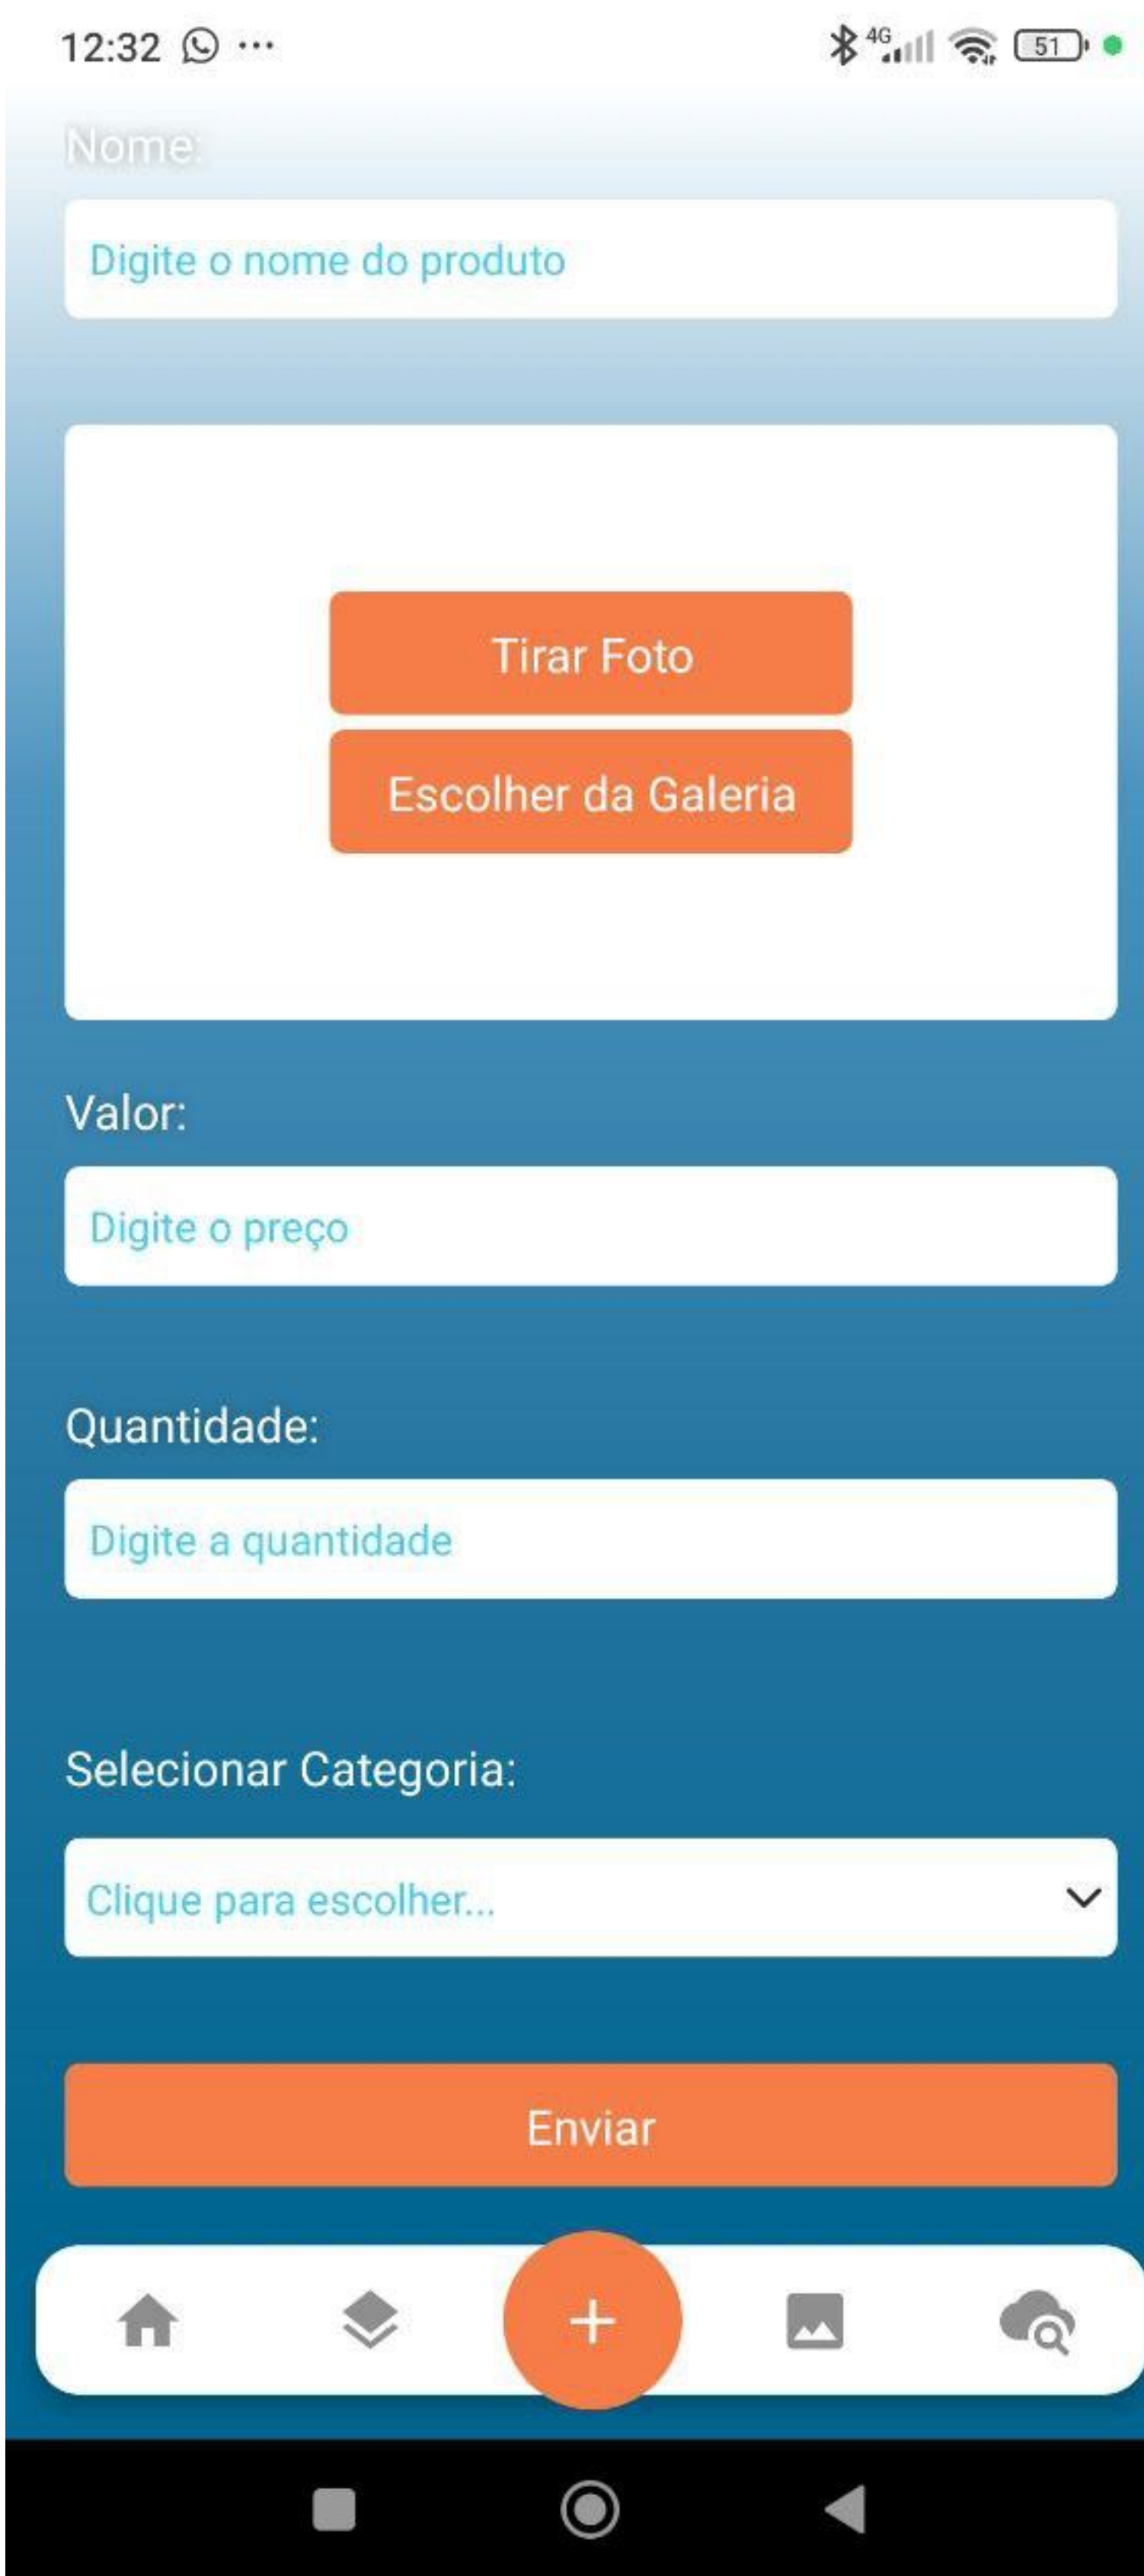 12:32
4G
51
Nome:
Digite o nome do produto
Tirar Foto
Escolher da Galeria
Valor:
Digite o preço
Quantidade:
Digite a quantidade
Selecionar Categoria:
Clique para escolher...
Enviar